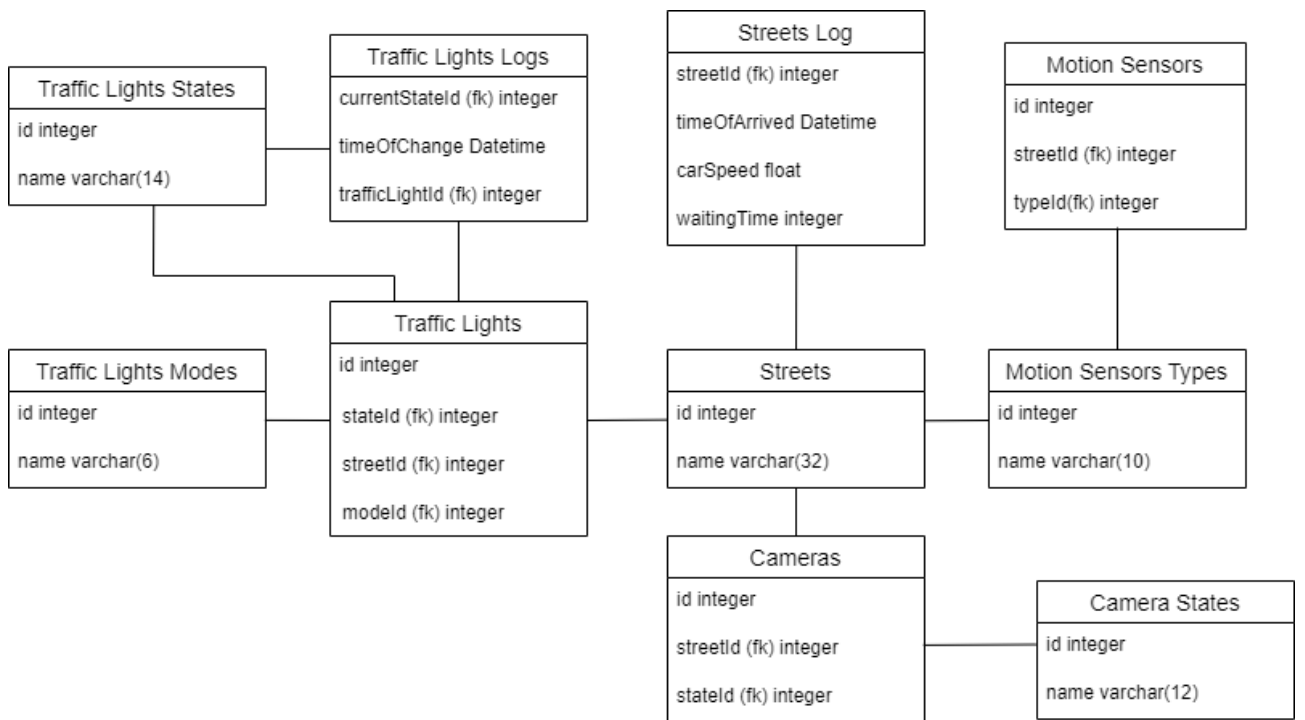 Traffic Lights States
id integer
name varchar(14)
Traffic Lights Logs
currentStateId (fk) integer
timeOfChange Datetime
trafficLightId (fk) integer
Streets Log
streetId (fk) integer
timeOfArrived Datetime
carSpeed float
waitingTime integer
Motion Sensors
id integer
streetId (fk) integer
typeId(fk) integer
Traffic Lights Modes
id integer
name varchar(6)
Traffic Lights
id integer
stateId (fk) integer
streetId (fk) integer
modeId (fk) integer
Streets
id integer
name varchar(32)
Motion Sensors Types
id integer
name varchar(10)
Cameras
id integer
streetId (fk) integer
stateId (fk) integer
Camera States
id integer
name varchar(12)